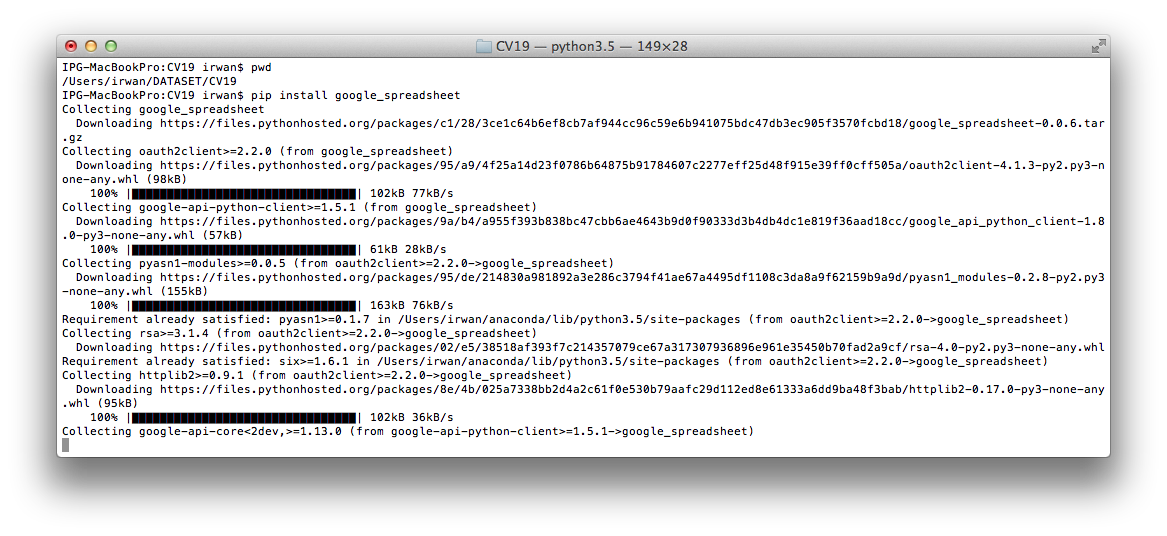 CV19 — python3.5 — 149×28
IPG-MacBookPro:CV19 irwan$ pwd
/Users/irwan/DATASET/CV19
IPG-MacBookPro:CV19 irwan$ pip install google_spreadsheet
Collecting google_spreadsheet
  Downloading https://files.pythonhosted.org/packages/c1/28/3ce1c64b6ef8cb7af944cc96c59e6b941075bdc47db3ec905f3570fcbd18/google_spreadsheet-0.0.6.tar
.gz
Collecting oauth2client>=2.2.0 (from google_spreadsheet)
  Downloading https://files.pythonhosted.org/packages/95/a9/4f25a14d23f0786b64875b91784607c2277eff25d48f915e39ff0cff505a/oauth2client-4.1.3-py2.py3-n
one-any.whl (98kB)
    100% |████████████████████████████████| 102kB 77kB/s
Collecting google-api-python-client>=1.5.1 (from google_spreadsheet)
  Downloading https://files.pythonhosted.org/packages/9a/b4/a955f393b838bc47cbb6ae4643b9d0f90333d3b4db4dc1e819f36aad18cc/google_api_python_client-1.8
.0-py3-none-any.whl (57kB)
    100% |████████████████████████████████| 61kB 28kB/s
Collecting pyasn1-modules>=0.0.5 (from oauth2client>=2.2.0->google_spreadsheet)
  Downloading https://files.pythonhosted.org/packages/95/de/214830a981892a3e286c3794f41ae67a4495df1108c3da8a9f62159b9a9d/pyasn1_modules-0.2.8-py2.py3
-none-any.whl (155kB)
    100% |████████████████████████████████| 163kB 76kB/s
Requirement already satisfied: pyasn1>=0.1.7 in /Users/irwan/anaconda/lib/python3.5/site-packages (from oauth2client>=2.2.0->google_spreadsheet)
Collecting rsa>=3.1.4 (from oauth2client>=2.2.0->google_spreadsheet)
  Downloading https://files.pythonhosted.org/packages/02/e5/38518af393f7c214357079ce67a317307936896e961e35450b70fad2a9cf/rsa-4.0-py2.py3-none-any.whl
Requirement already satisfied: six>=1.6.1 in /Users/irwan/anaconda/lib/python3.5/site-packages (from oauth2client>=2.2.0->google_spreadsheet)
Collecting httplib2>=0.9.1 (from oauth2client>=2.2.0->google_spreadsheet)
  Downloading https://files.pythonhosted.org/packages/8e/4b/025a7338bb2d4a2c61f0e530b79aafc29d112ed8e61333a6dd9ba48f3bab/httplib2-0.17.0-py3-none-any
.whl (95kB)
    100% |████████████████████████████████| 102kB 36kB/s
Collecting google-api-core<2dev,>=1.13.0 (from google-api-python-client>=1.5.1->google_spreadsheet)